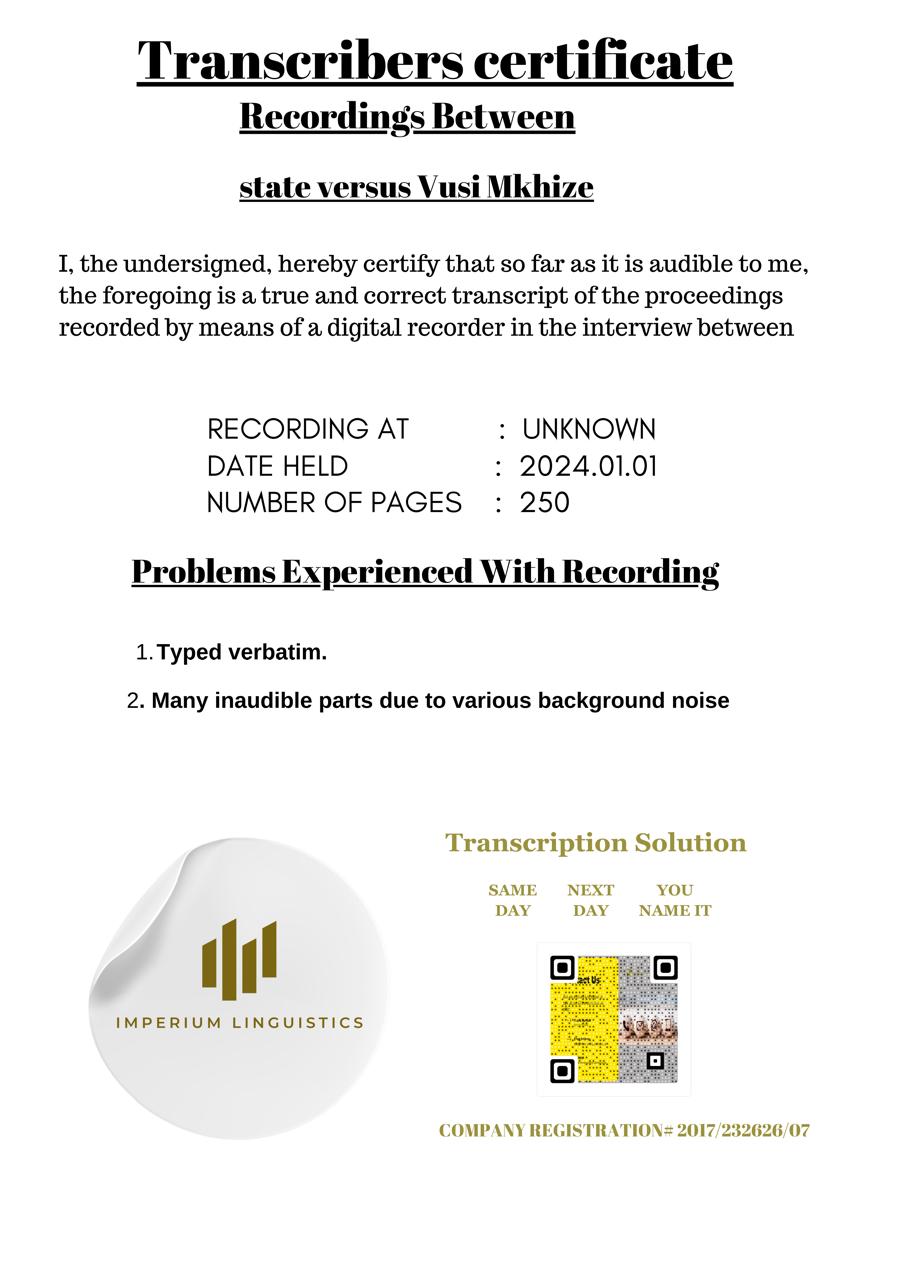 Transcribers certificate
Recordings Between
state versus Vusi Mkhize
I, the undersigned, hereby certify that so far as it is audible to me,
the foregoing is a true and correct transcript of the proceedings
recorded by means of a digital recorder in the interview between
RECORDING AT : UNKNOWN
DATE HELD : 2024.01.01
NUMBER OF PAGES : 250
Problems Experienced With Recording
1. Typed verbatim.
2. Many inaudible parts due to various background noise
IMPERIUM LINGUISTICS
Transcription Solution
SAME DAY
NEXT DAY
YOU NAME IT
COMPANY REGISTRATION# 2017/232626/07